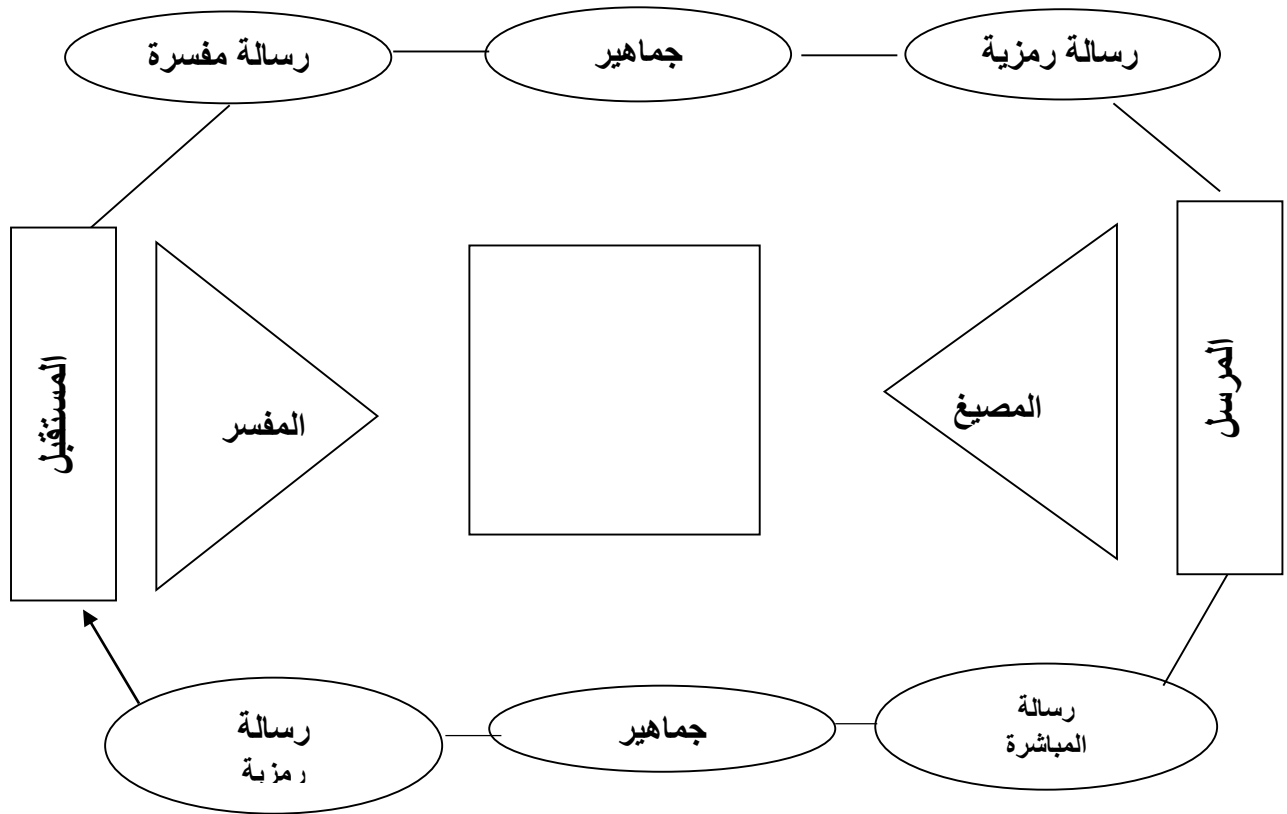 رسالة رمزية
جماهير
رسالة مفسرة
المرسل
المصيغ
المفسر
المستقبل
رسالة
المباشرة
جماهير
رسالة
رمزية